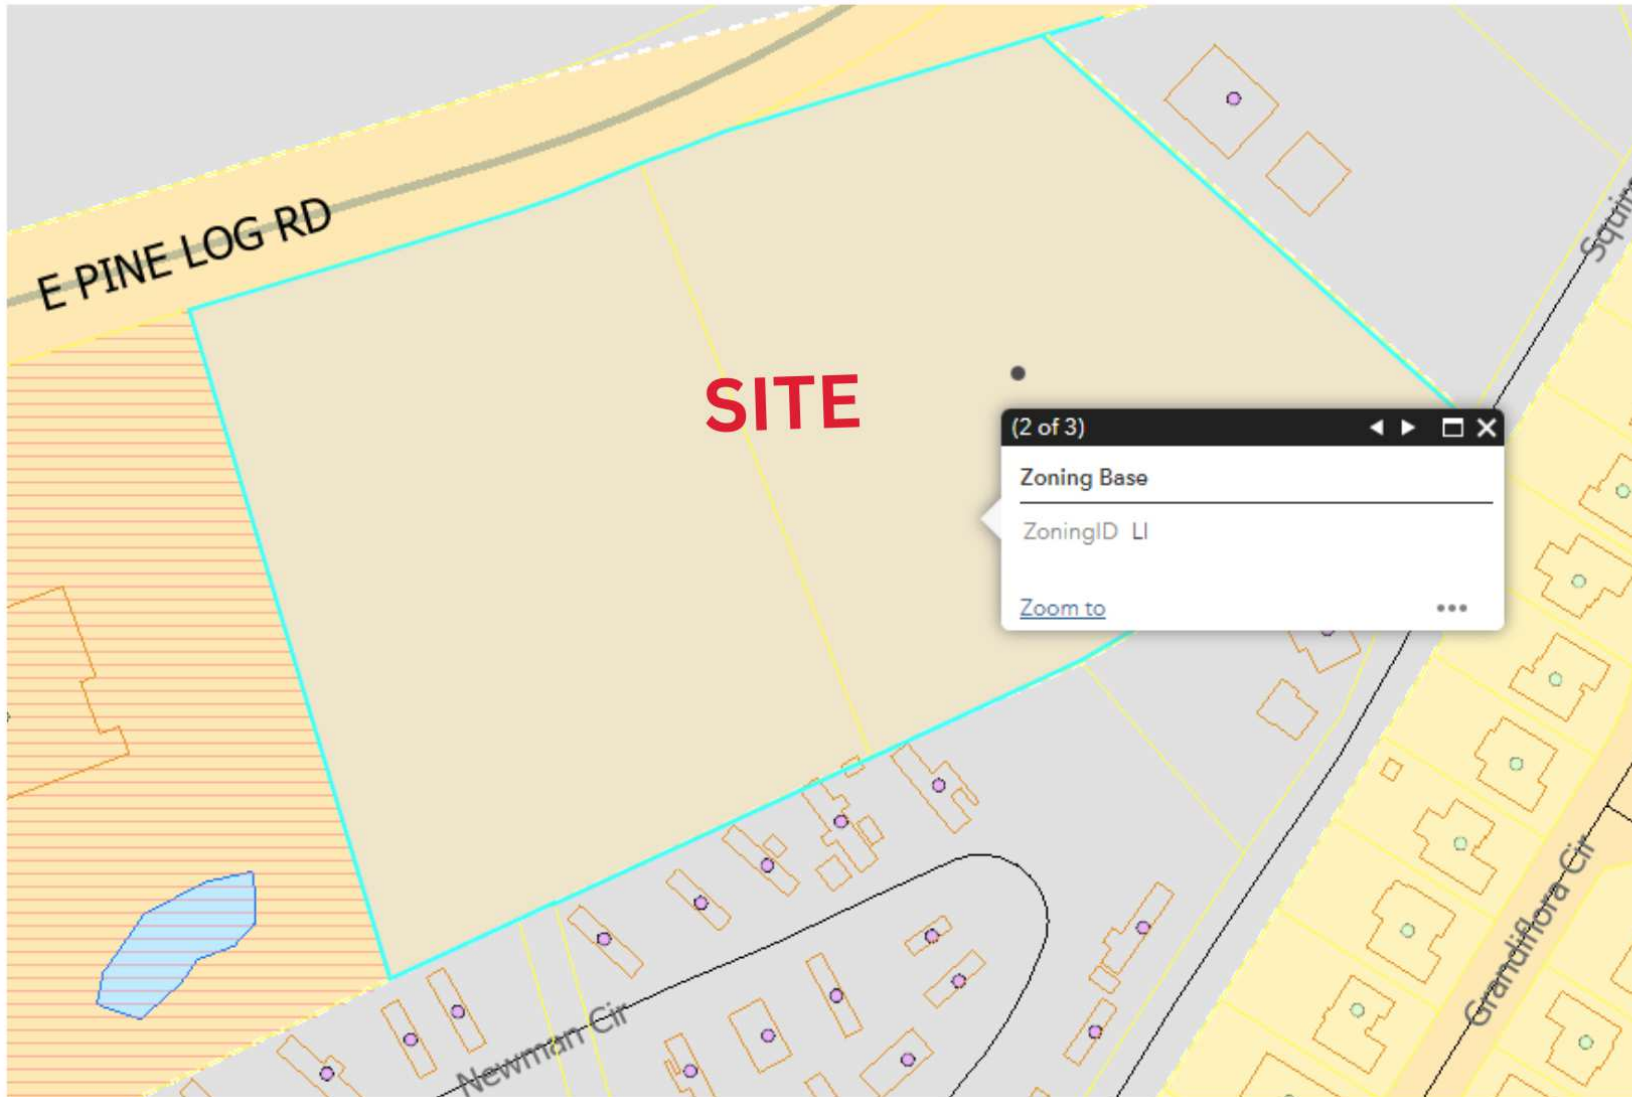 E PINE LOG RD
SITE
(2 of 3)
Zoning Base
ZoningID LI
Zoom to
Newman Cir
Grandiflora Cir